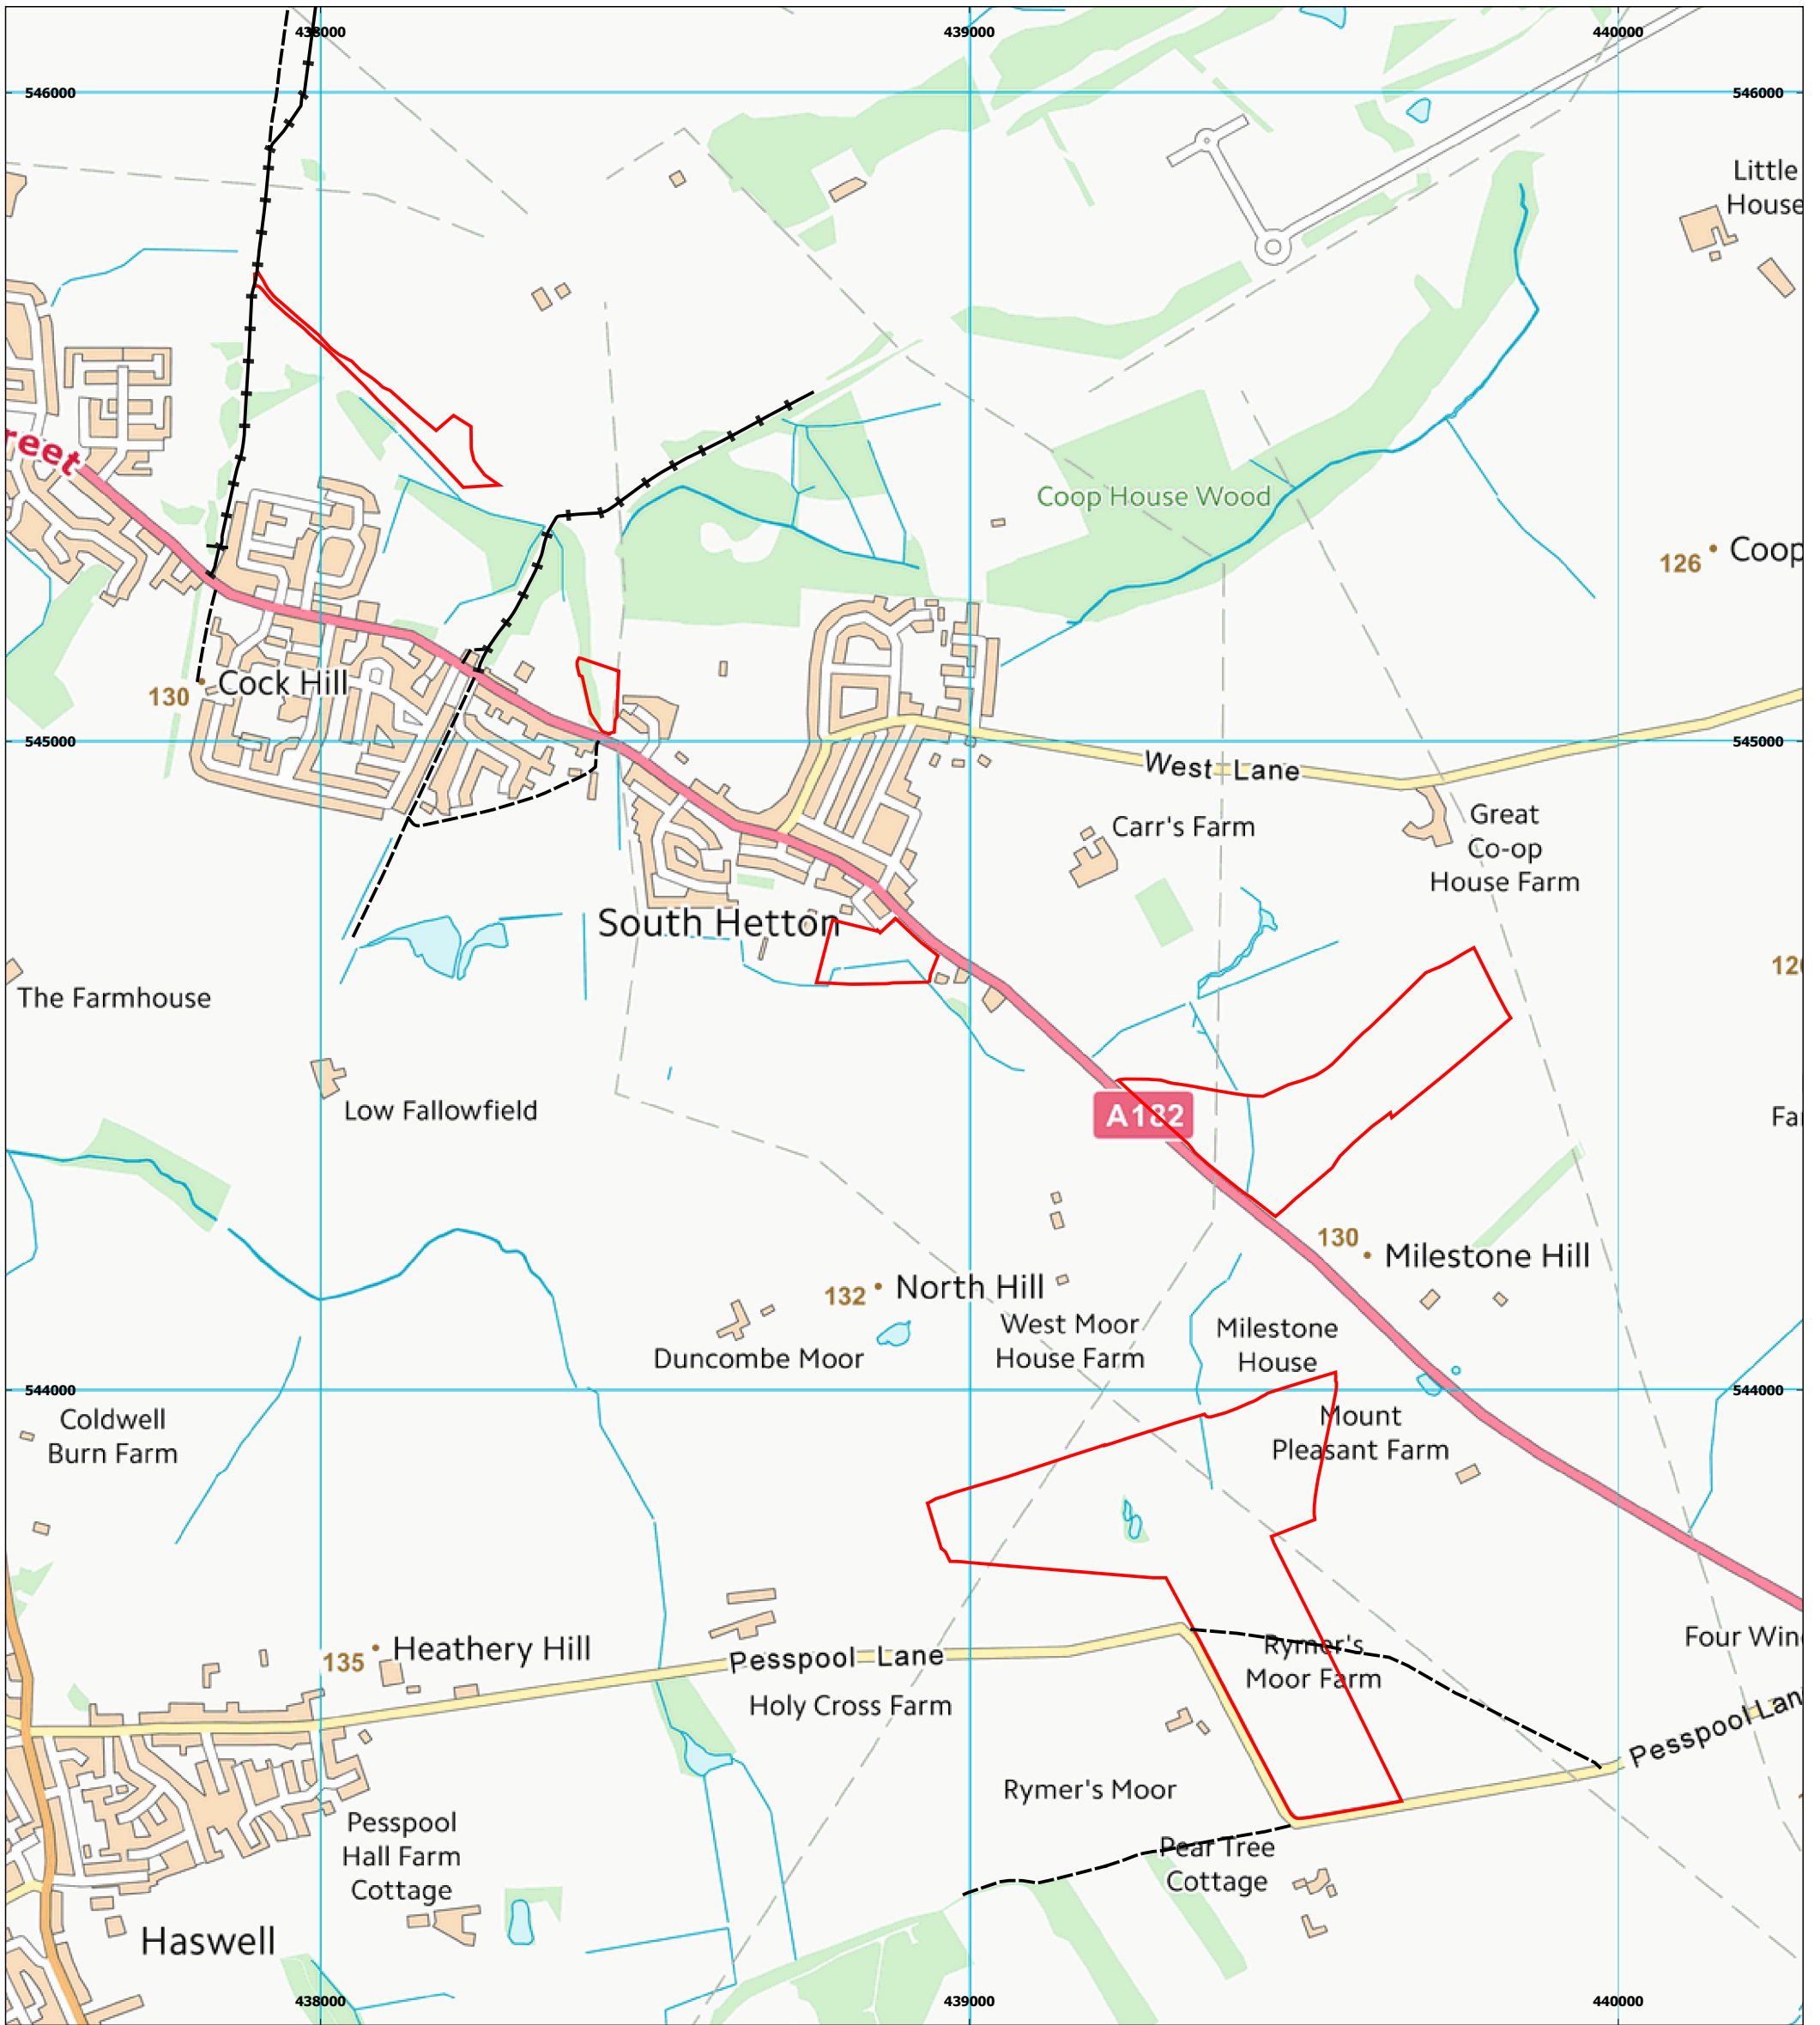 438000
439000
440000
546000
546000
Little
House
reet
Coop House Wood
126
Coop
130
Cock Hill
545000
545000
West Lane
Great
Co-op
House Farm
Carr's Farm
South Hetton
The Farmhouse
Low Fallowfield
A182
130
Milestone Hill
132
North Hill
West Moor
House Farm
Milestone
House
Duncombe Moor
544000
544000
Coldwell
Burn Farm
Mount
Pleasant Farm
135
Heathery Hill
Pesspool Lane
Rymer's
Moor Farm
Four Win
Holy Cross Farm
Pesspool Lan
Rymer's Moor
Pesspool
Hall Farm
Cottage
Pear Tree
Cottage
Haswell
438000
439000
440000